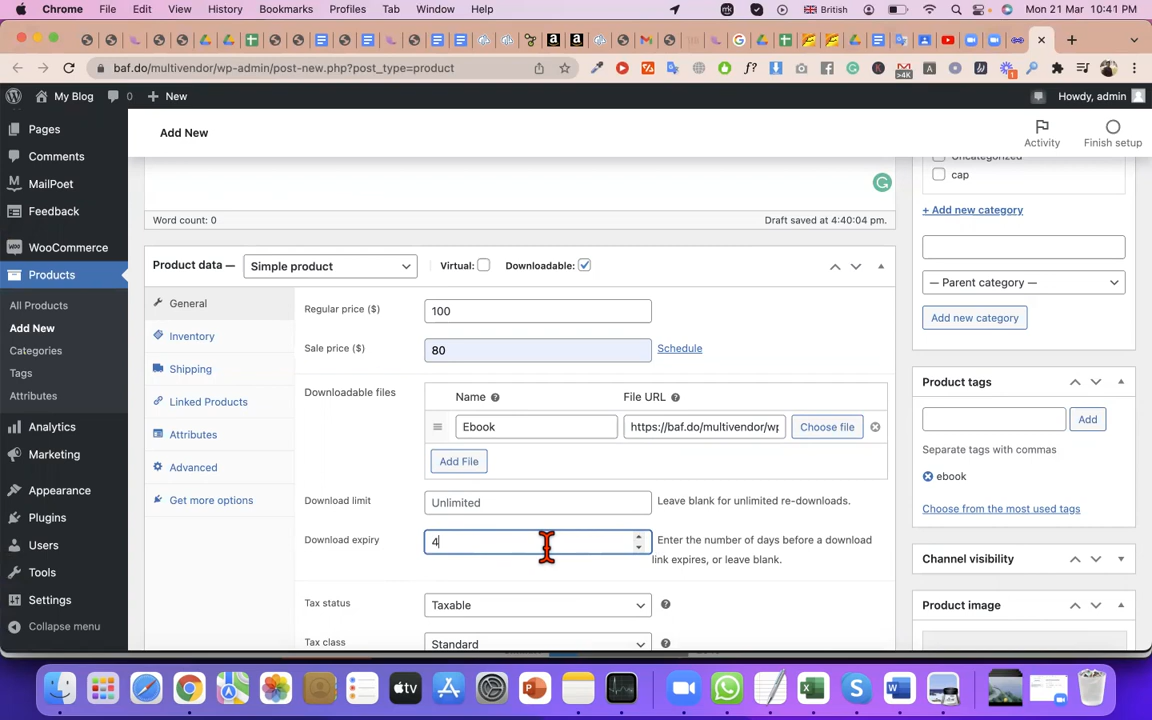 Chrome File Edit View History Bookmarks Profiles Tab Window Help British Mon 21 Mar 10:41 PM
baf.do/multivendor/wp-admin/post-new.php?post_type=product
My Blog 0 + New Howdy, admin
Pages
Comments
MailPoet
Feedback
WooCommerce
Products
All Products
Add New
Categories
Tags
Attributes
Analytics
Marketing
Appearance
Plugins
Users
Tools
Settings
Collapse menu
Add New
Activity
Finish setup
Word count: 0 Draft saved at 4:40:04 pm.
Product data — Simple product Virtual: Downloadable:
General
Inventory
Shipping
Linked Products
Attributes
Advanced
Get more options
Regular price ($) 100
Sale price ($) 80 Schedule
Downloadable files
Name File URL
Ebook https://baf.do/multivendor/wp Choose file
Add File
Download limit Unlimited Leave blank for unlimited re-downloads.
Download expiry 4 Enter the number of days before a download
link expires, or leave blank.
Tax status Taxable
Tax class Standard
Uncategorized
cap
+ Add new category
— Parent category —
Add new category
Product tags
Add
Separate tags with commas
ebook
Choose from the most used tags
Channel visibility
Product image